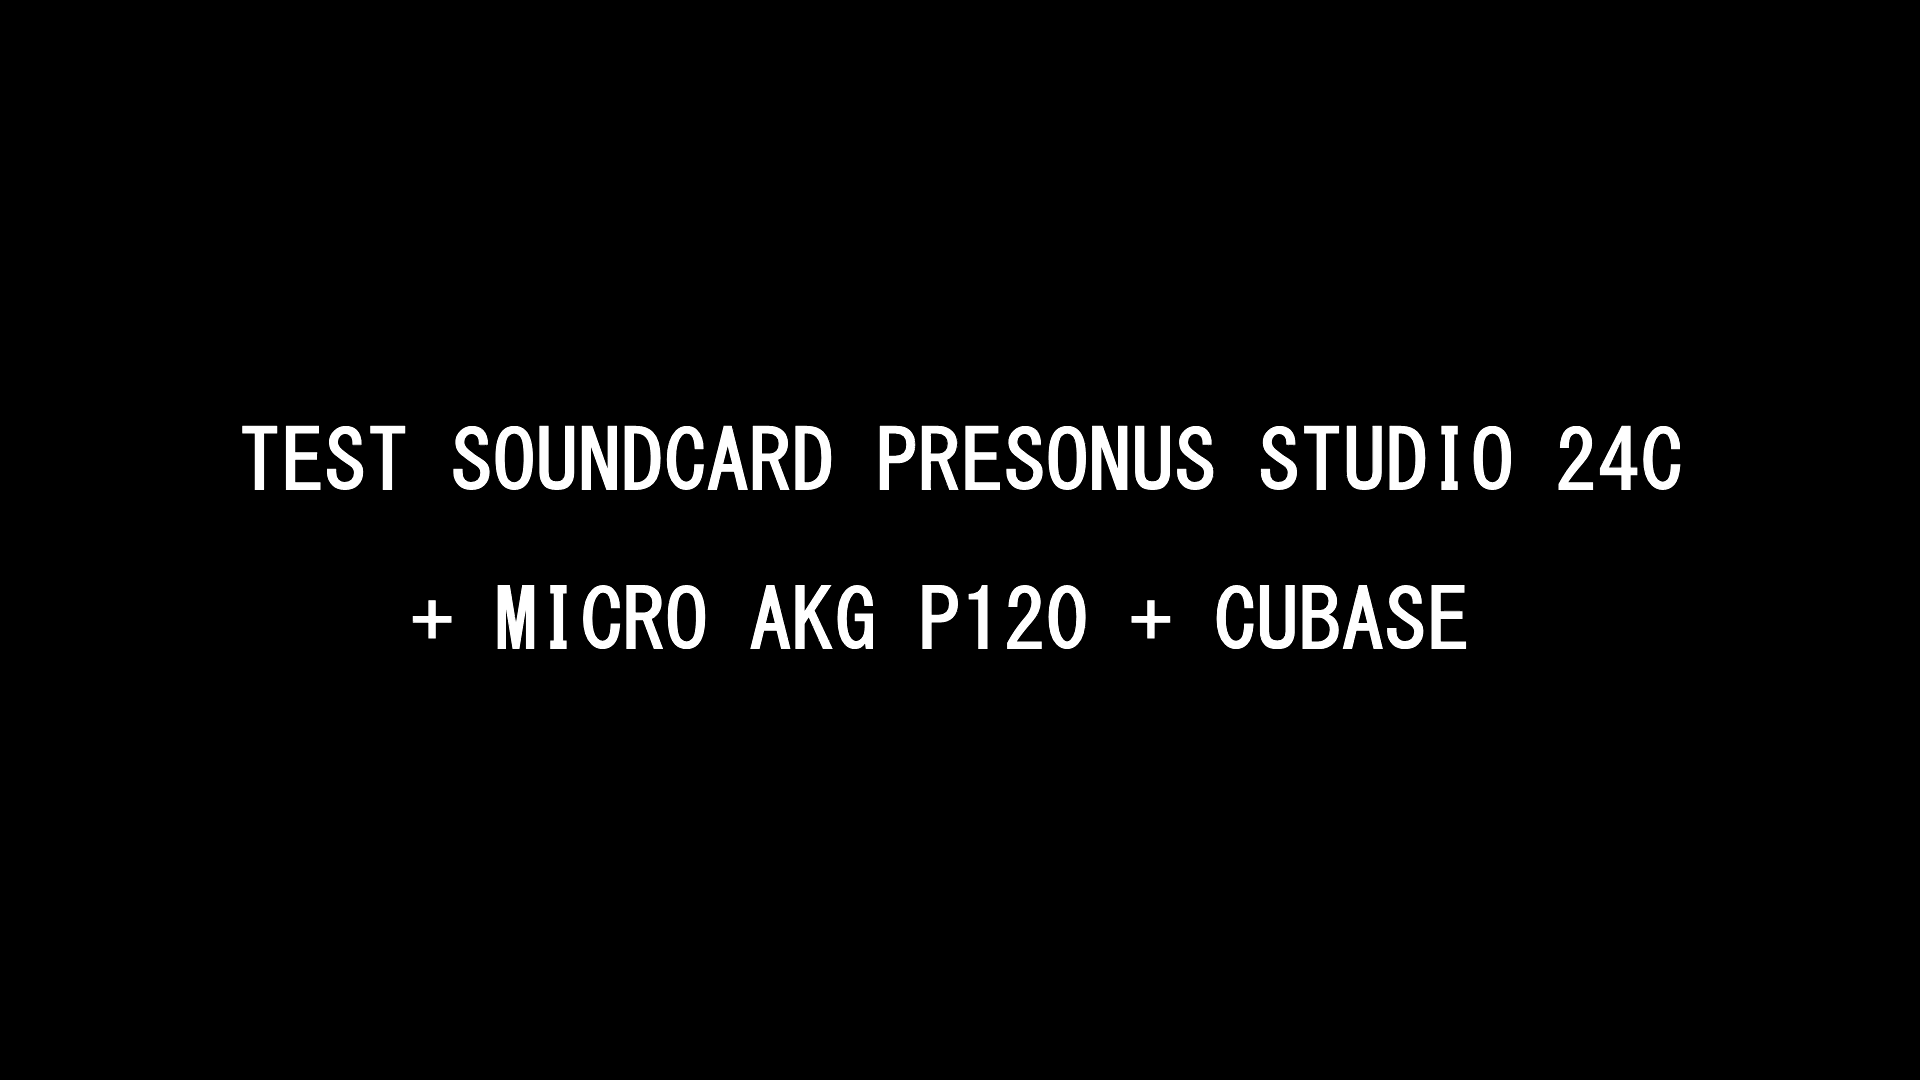 TEST SOUNDCARD PRESONUS STUDIO 24C
+ MICRO AKG P120 + CUBASE